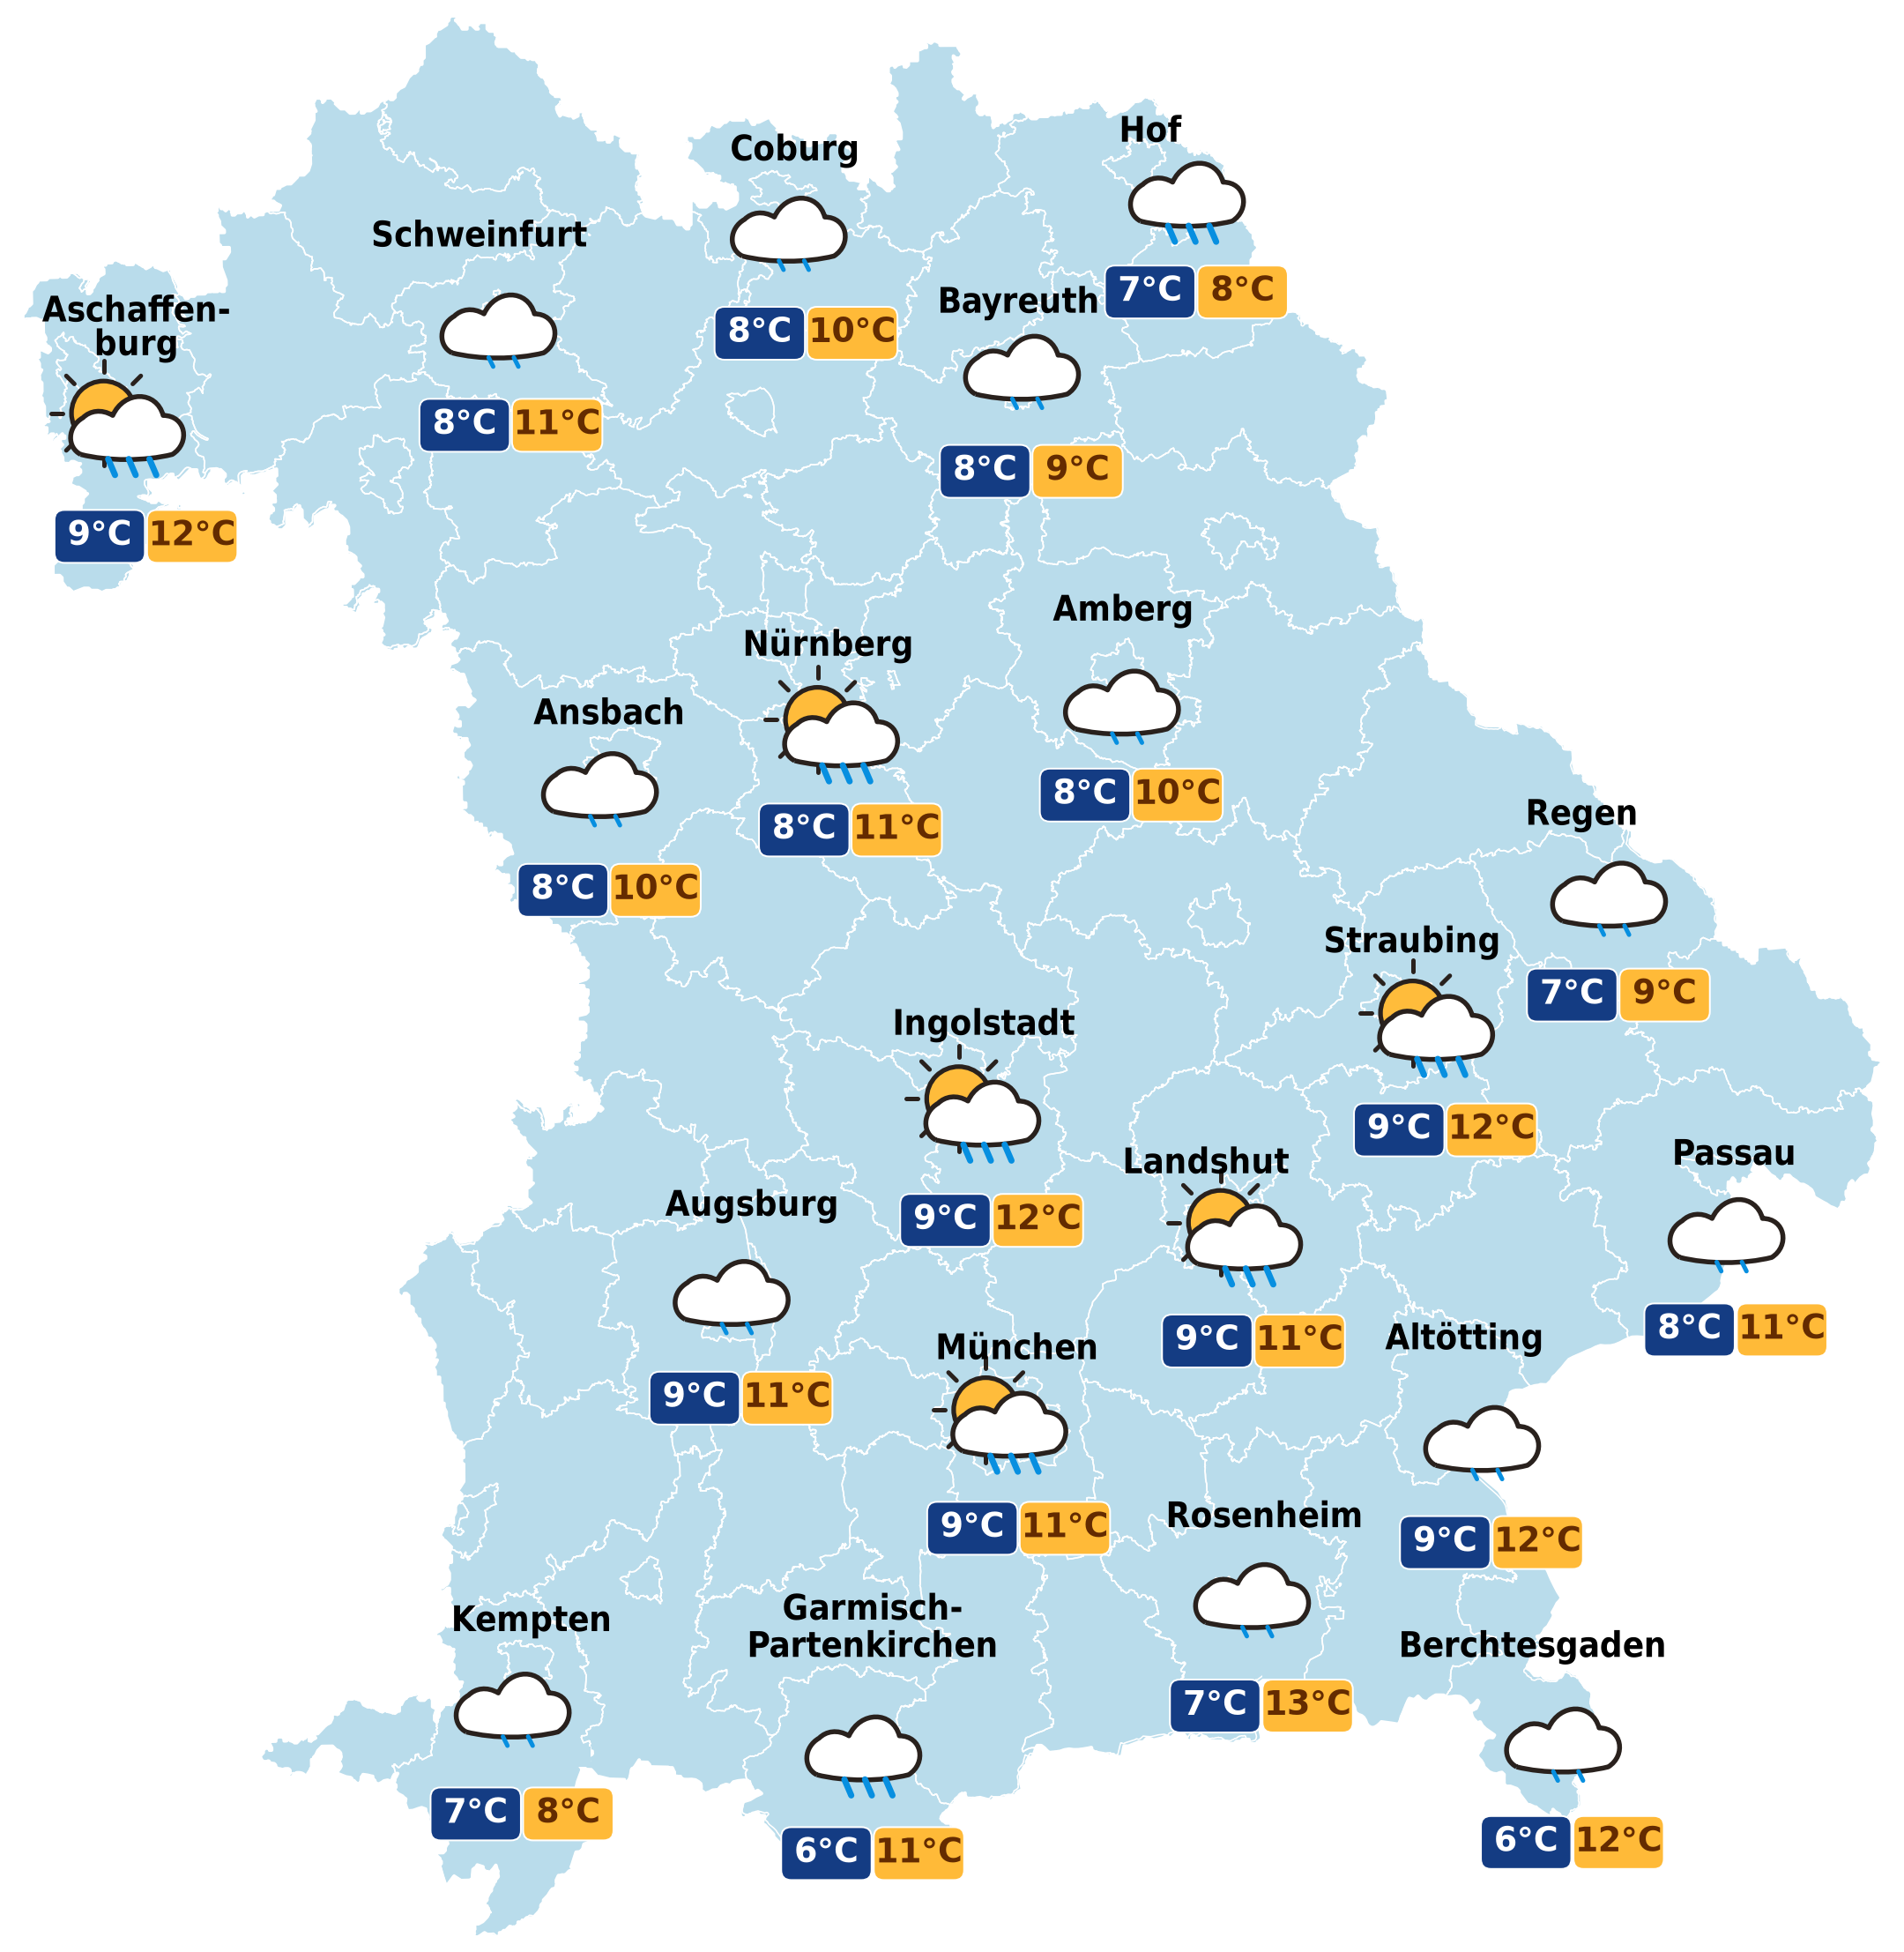 Hof
7°C 8°C
Coburg
8°C 10°C
Schweinfurt
8°C 11°C
Bayreuth
8°C 9°C
Aschaffen-
burg
9°C 12°C
Amberg
8°C 10°C
Nürnberg
8°C 11°C
Ansbach
8°C 10°C
Regen
7°C 9°C
Straubing
9°C 12°C
Ingolstadt
9°C 12°C
Passau
8°C 11°C
Landshut
9°C 11°C
Augsburg
9°C 11°C
Altötting
9°C 12°C
München
9°C 11°C
Rosenheim
7°C 13°C
Garmisch-
Partenkirchen
6°C 11°C
Kempten
7°C 8°C
Berchtesgaden
6°C 12°C